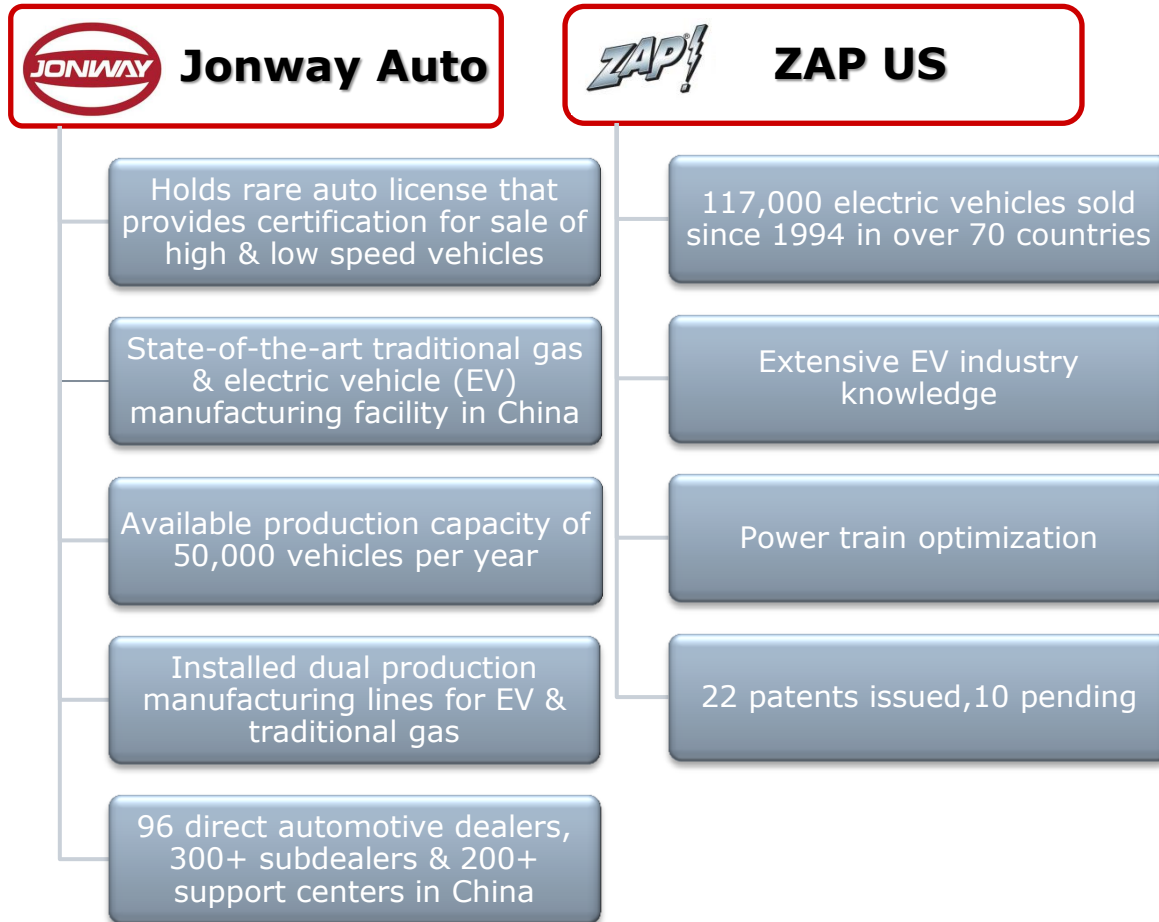 JONWAY
Jonway Auto
Holds rare auto license that
provides certification for sale of
high & low speed vehicles
State-of-the-art traditional gas
& electric vehicle (EV)
manufacturing facility in China
Available production capacity of
50,000 vehicles per year
Installed dual production
manufacturing lines for EV &
traditional gas
96 direct automotive dealers,
300+ subdealers & 200+
support centers in China
ZAP!
ZAP US
117,000 electric vehicles sold
since 1994 in over 70 countries
Extensive EV industry
knowledge
Power train optimization
22 patents issued,10 pending